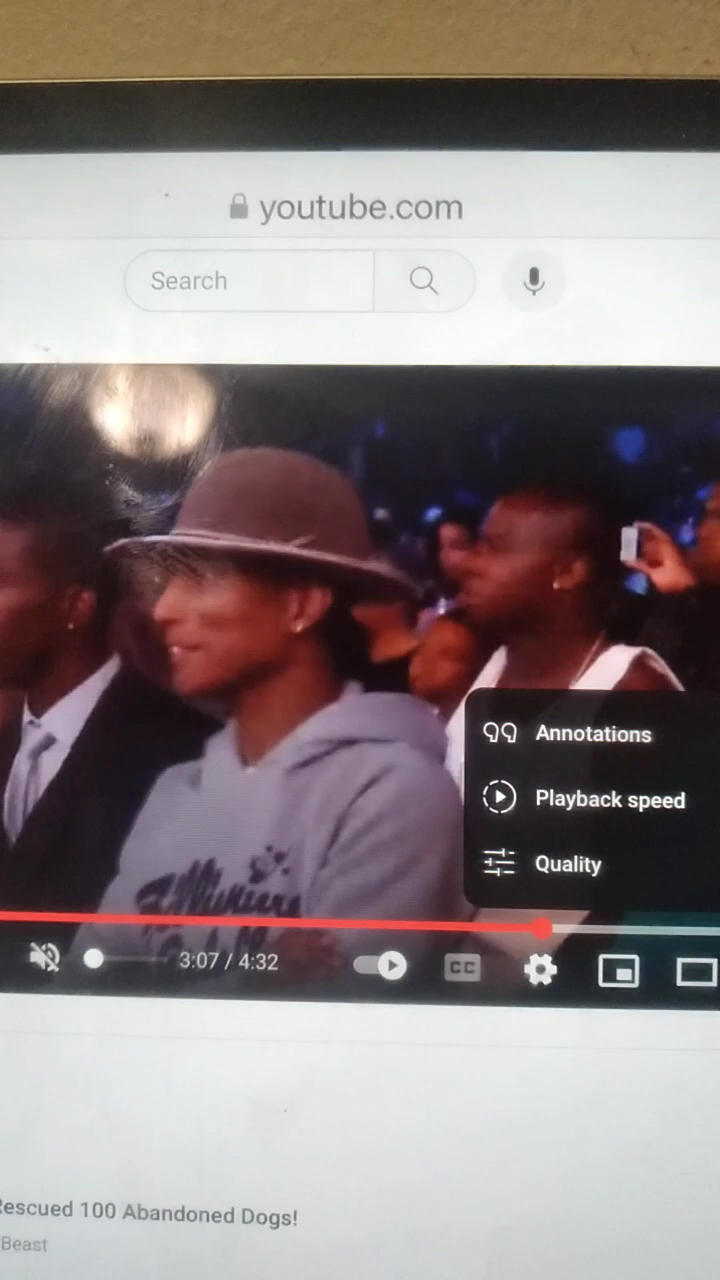 youtube.com
Search
Annotations
Playback speed
Quality
3:07 / 4:32
CC
Rescued 100 Abandoned Dogs!
Beast